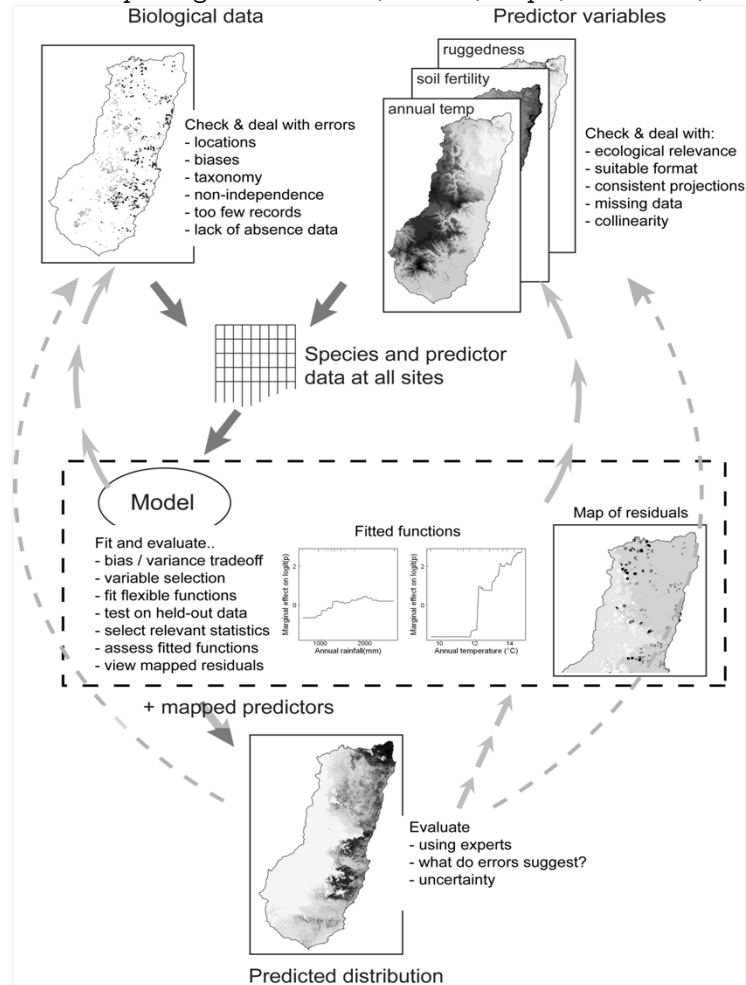 Biological data
Predictor variables
ruggedness
soil fertility
annual temp
Check & deal with errors
- locations
- biases
- taxonomy
- non-independence
- too few records
- lack of absence data
Check & deal with:
- ecological relevance
- suitable format
- consistent projections
- missing data
- collinearity
Species and predictor
data at all sites
Model
Fit and evaluate..
- bias / variance tradeoff
- variable selection
- fit flexible functions
- test on held-out data
- select relevant statistics
- assess fitted functions
- view mapped residuals
Fitted functions
Marginal effect on logit(p)
2
0
1000
2000
Annual rainfall(mm)
Marginal effect on logit(p)
2
0
10
12
14
Annual temperature (°C)
Map of residuals
+ mapped predictors
Evaluate
- using experts
- what do errors suggest?
- uncertainty
Predicted distribution